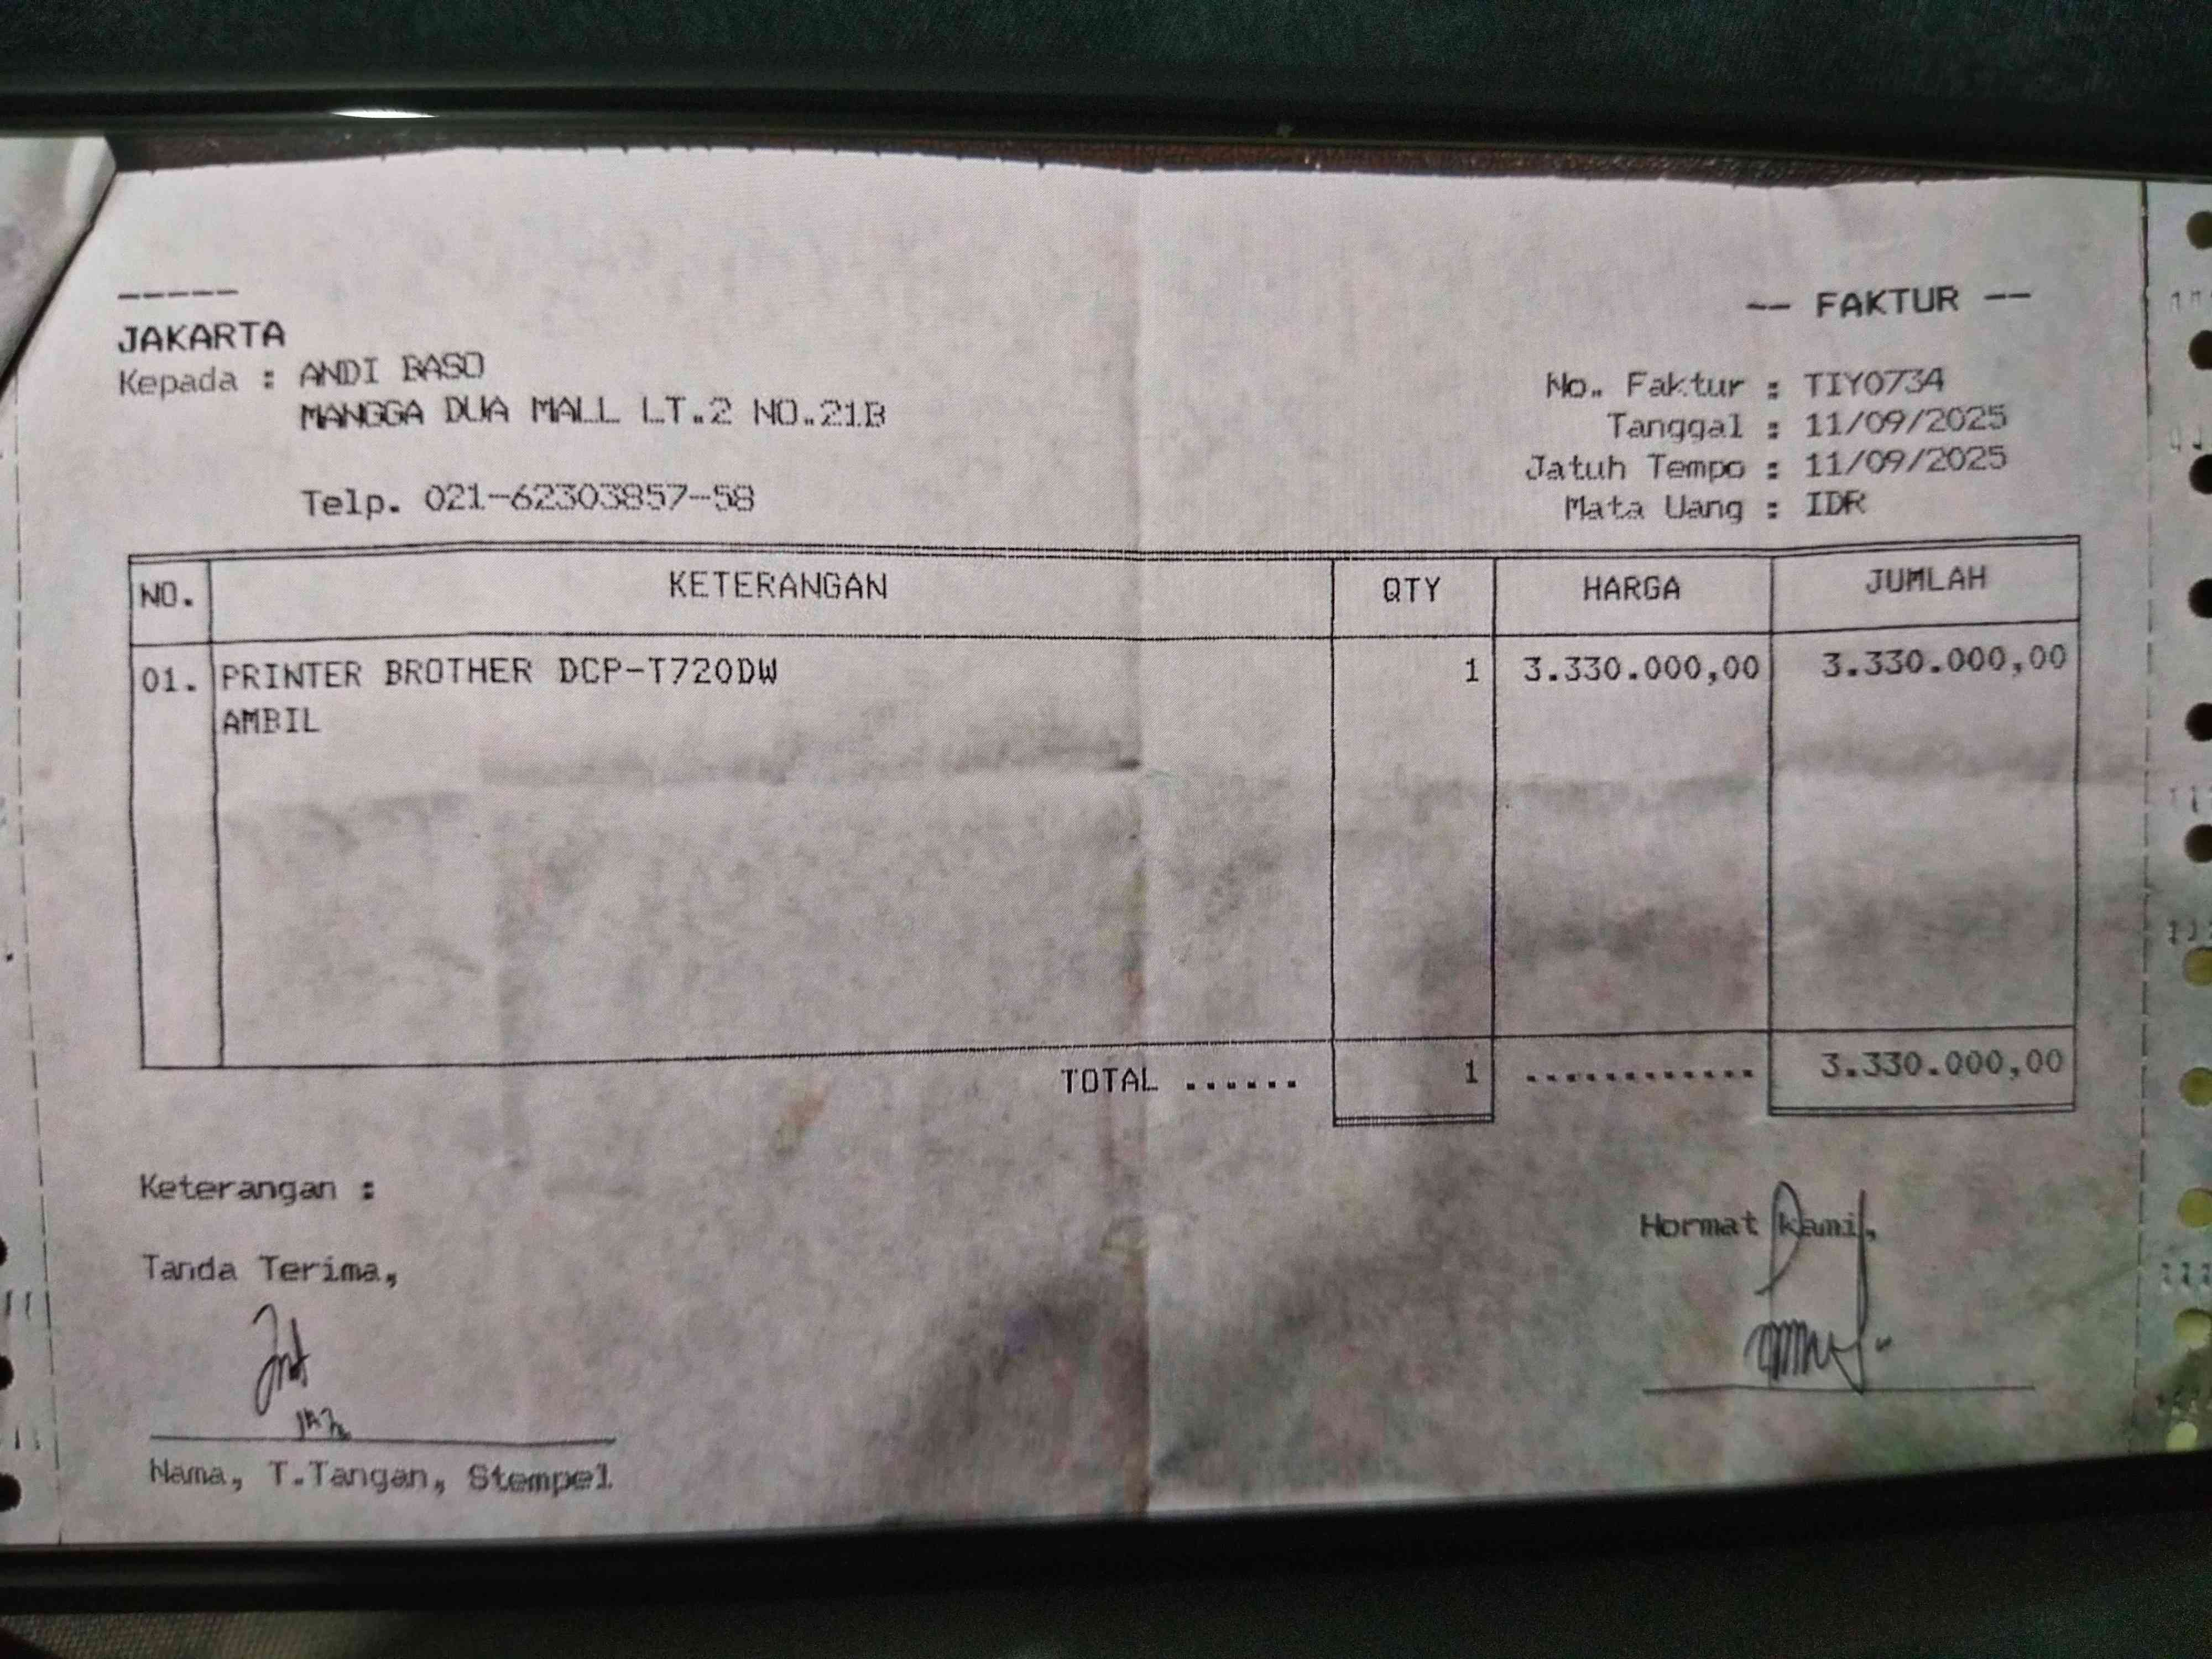 -----
JAKARTA
Kepada : ANDI BASO
MANGGA DUA MALL LT.2 NO.21B
Telp. 021-62303857-58
-- FAKTUR --
No. Faktur : TIY073A
Tanggal : 11/09/2025
Jatuh Tempo : 11/09/2025
Mata Uang : IDR
NO. KETERANGAN QTY HARGA JUMLAH
01. PRINTER BROTHER DCP-T720DW 1 3.330.000,00 3.330.000,00
AMBIL
TOTAL ...... 1 ............ 3.330.000,00
Keterangan :
Hormat kami,
Tanda Terima,
Nama, T.Tangan, Stempel